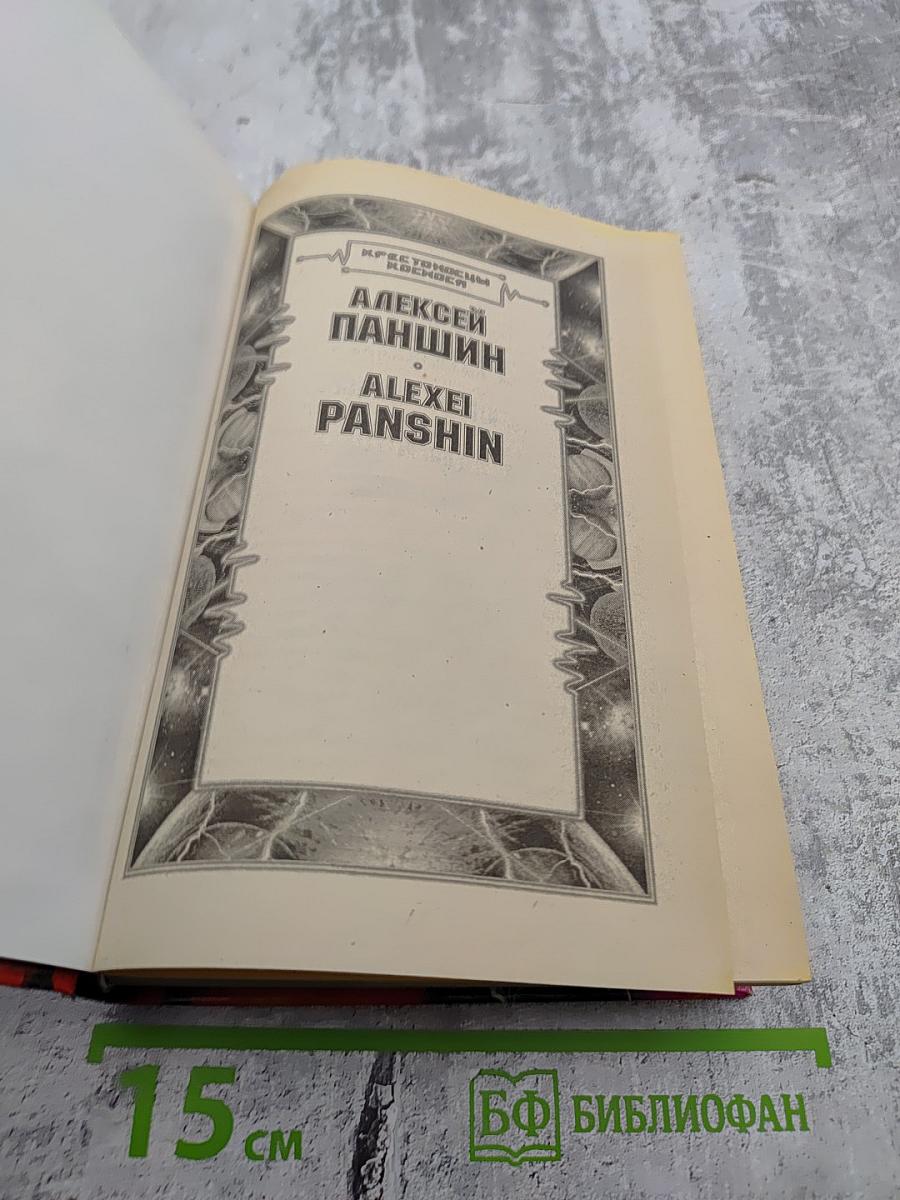 КРЕСТОНОСЦЫ
КОСМОСА
АЛЕКСЕЙ
ПАНШИН
ALEXEI
PANSHIN
15 см
БФ БИБЛИОФАН